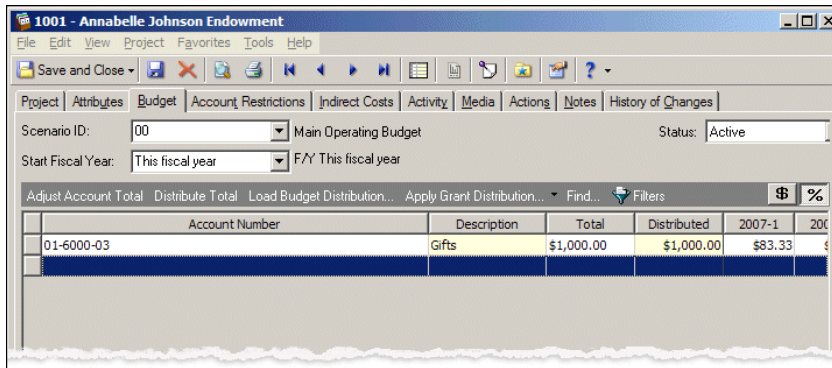 1001 - Annabelle Johnson Endowment
File Edit View Project Favorites Tools Help
Save and Close
Project Attributes Budget Account Restrictions Indirect Costs Activity Media Actions Notes History of Changes
Scenario ID: 00 Main Operating Budget Status: Active
Start Fiscal Year: This fiscal year F/Y This fiscal year
Adjust Account Total Distribute Total Load Budget Distribution... Apply Grant Distribution... Find... Filters $ %
Account Number Description Total Distributed 2007-1 200
01-6000-03 Gifts $1,000.00 $1,000.00 $83.33 $